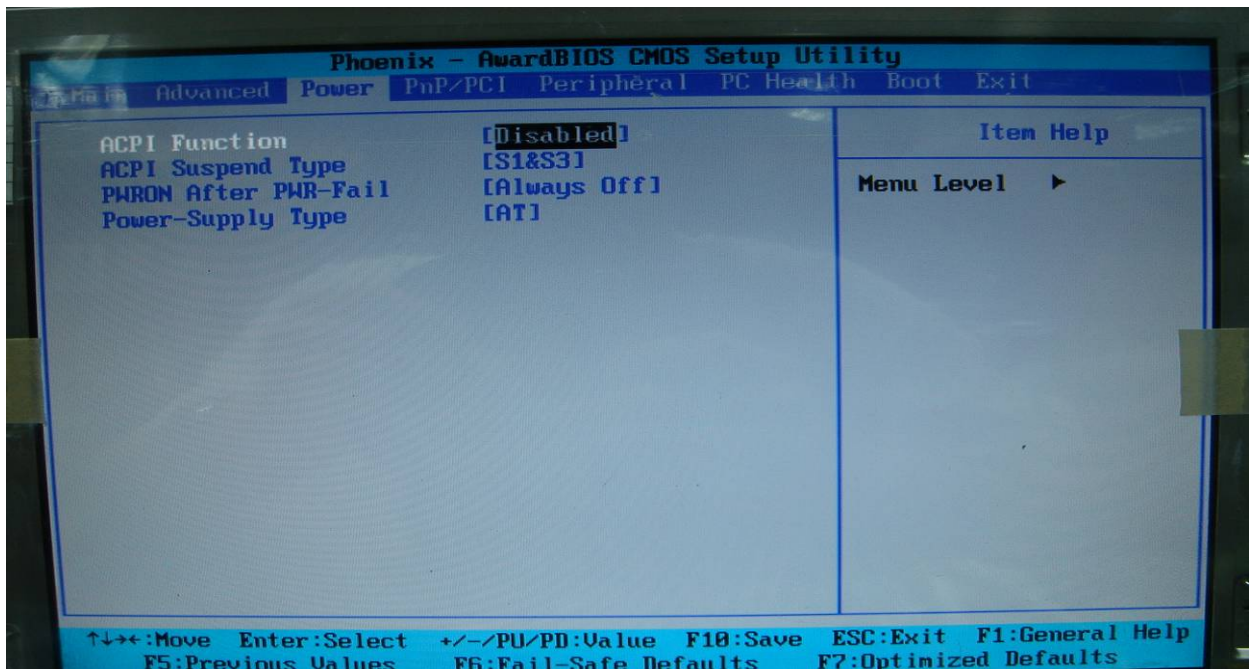 Phoenix - AwardBIOS CMOS Setup Utility
Main Advanced Power PnP/PCI Peripheral PC Health Boot Exit
ACPI Function [Disabled]
ACPI Suspend Type [S1&S3]
PWRON After PWR-Fail [Always Off]
Power-Supply Type [AT]
Item Help
Menu Level ►
↑↓→←:Move Enter:Select +/-/PU/PD:Value F10:Save ESC:Exit F1:General Help
F5:Previous Values F6:Fail-Safe Defaults F7:Optimized Defaults